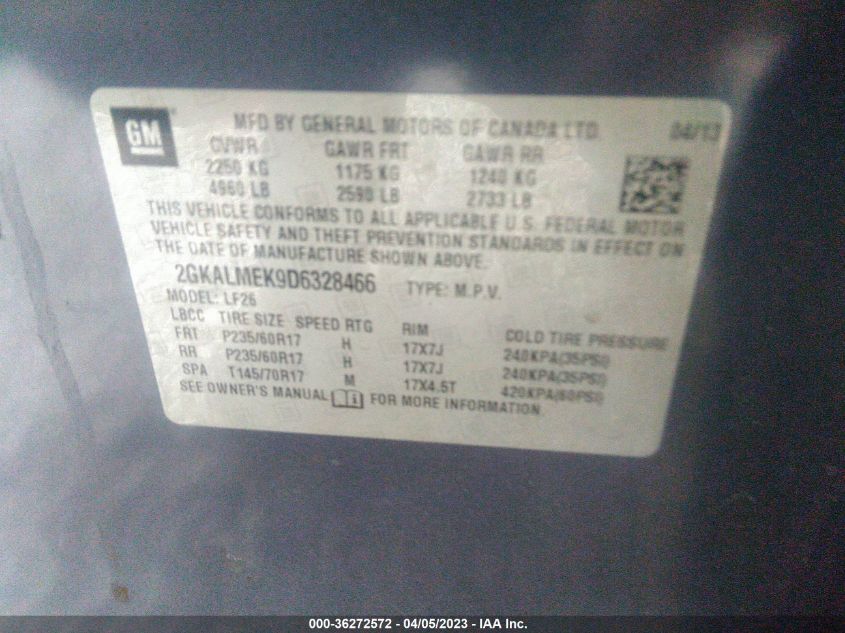 GM
MFD BY GENERAL MOTORS OF CANADA LTD. 04/13
GVWR GAWR FRT GAWR RR
2250 KG 1175 KG 1240 KG
4960 LB 2590 LB 2733 LB
THIS VEHICLE CONFORMS TO ALL APPLICABLE U.S. FEDERAL MOTOR
VEHICLE SAFETY AND THEFT PREVENTION STANDARDS IN EFFECT ON
THE DATE OF MANUFACTURE SHOWN ABOVE.
2GKALMEK9D6328466 TYPE: M.P.V.
MODEL: LF26
LBCC TIRE SIZE SPEED RTG RIM COLD TIRE PRESSURE
FRT P235/60R17 H 17X7J 240KPA(35PSI)
RR P235/60R17 H 17X7J 240KPA(35PSI)
SPA T145/70R17 M 17X4.5T 420KPA(60PSI)
SEE OWNER'S MANUAL FOR MORE INFORMATION
000-36272572 - 04/05/2023 - IAA Inc.